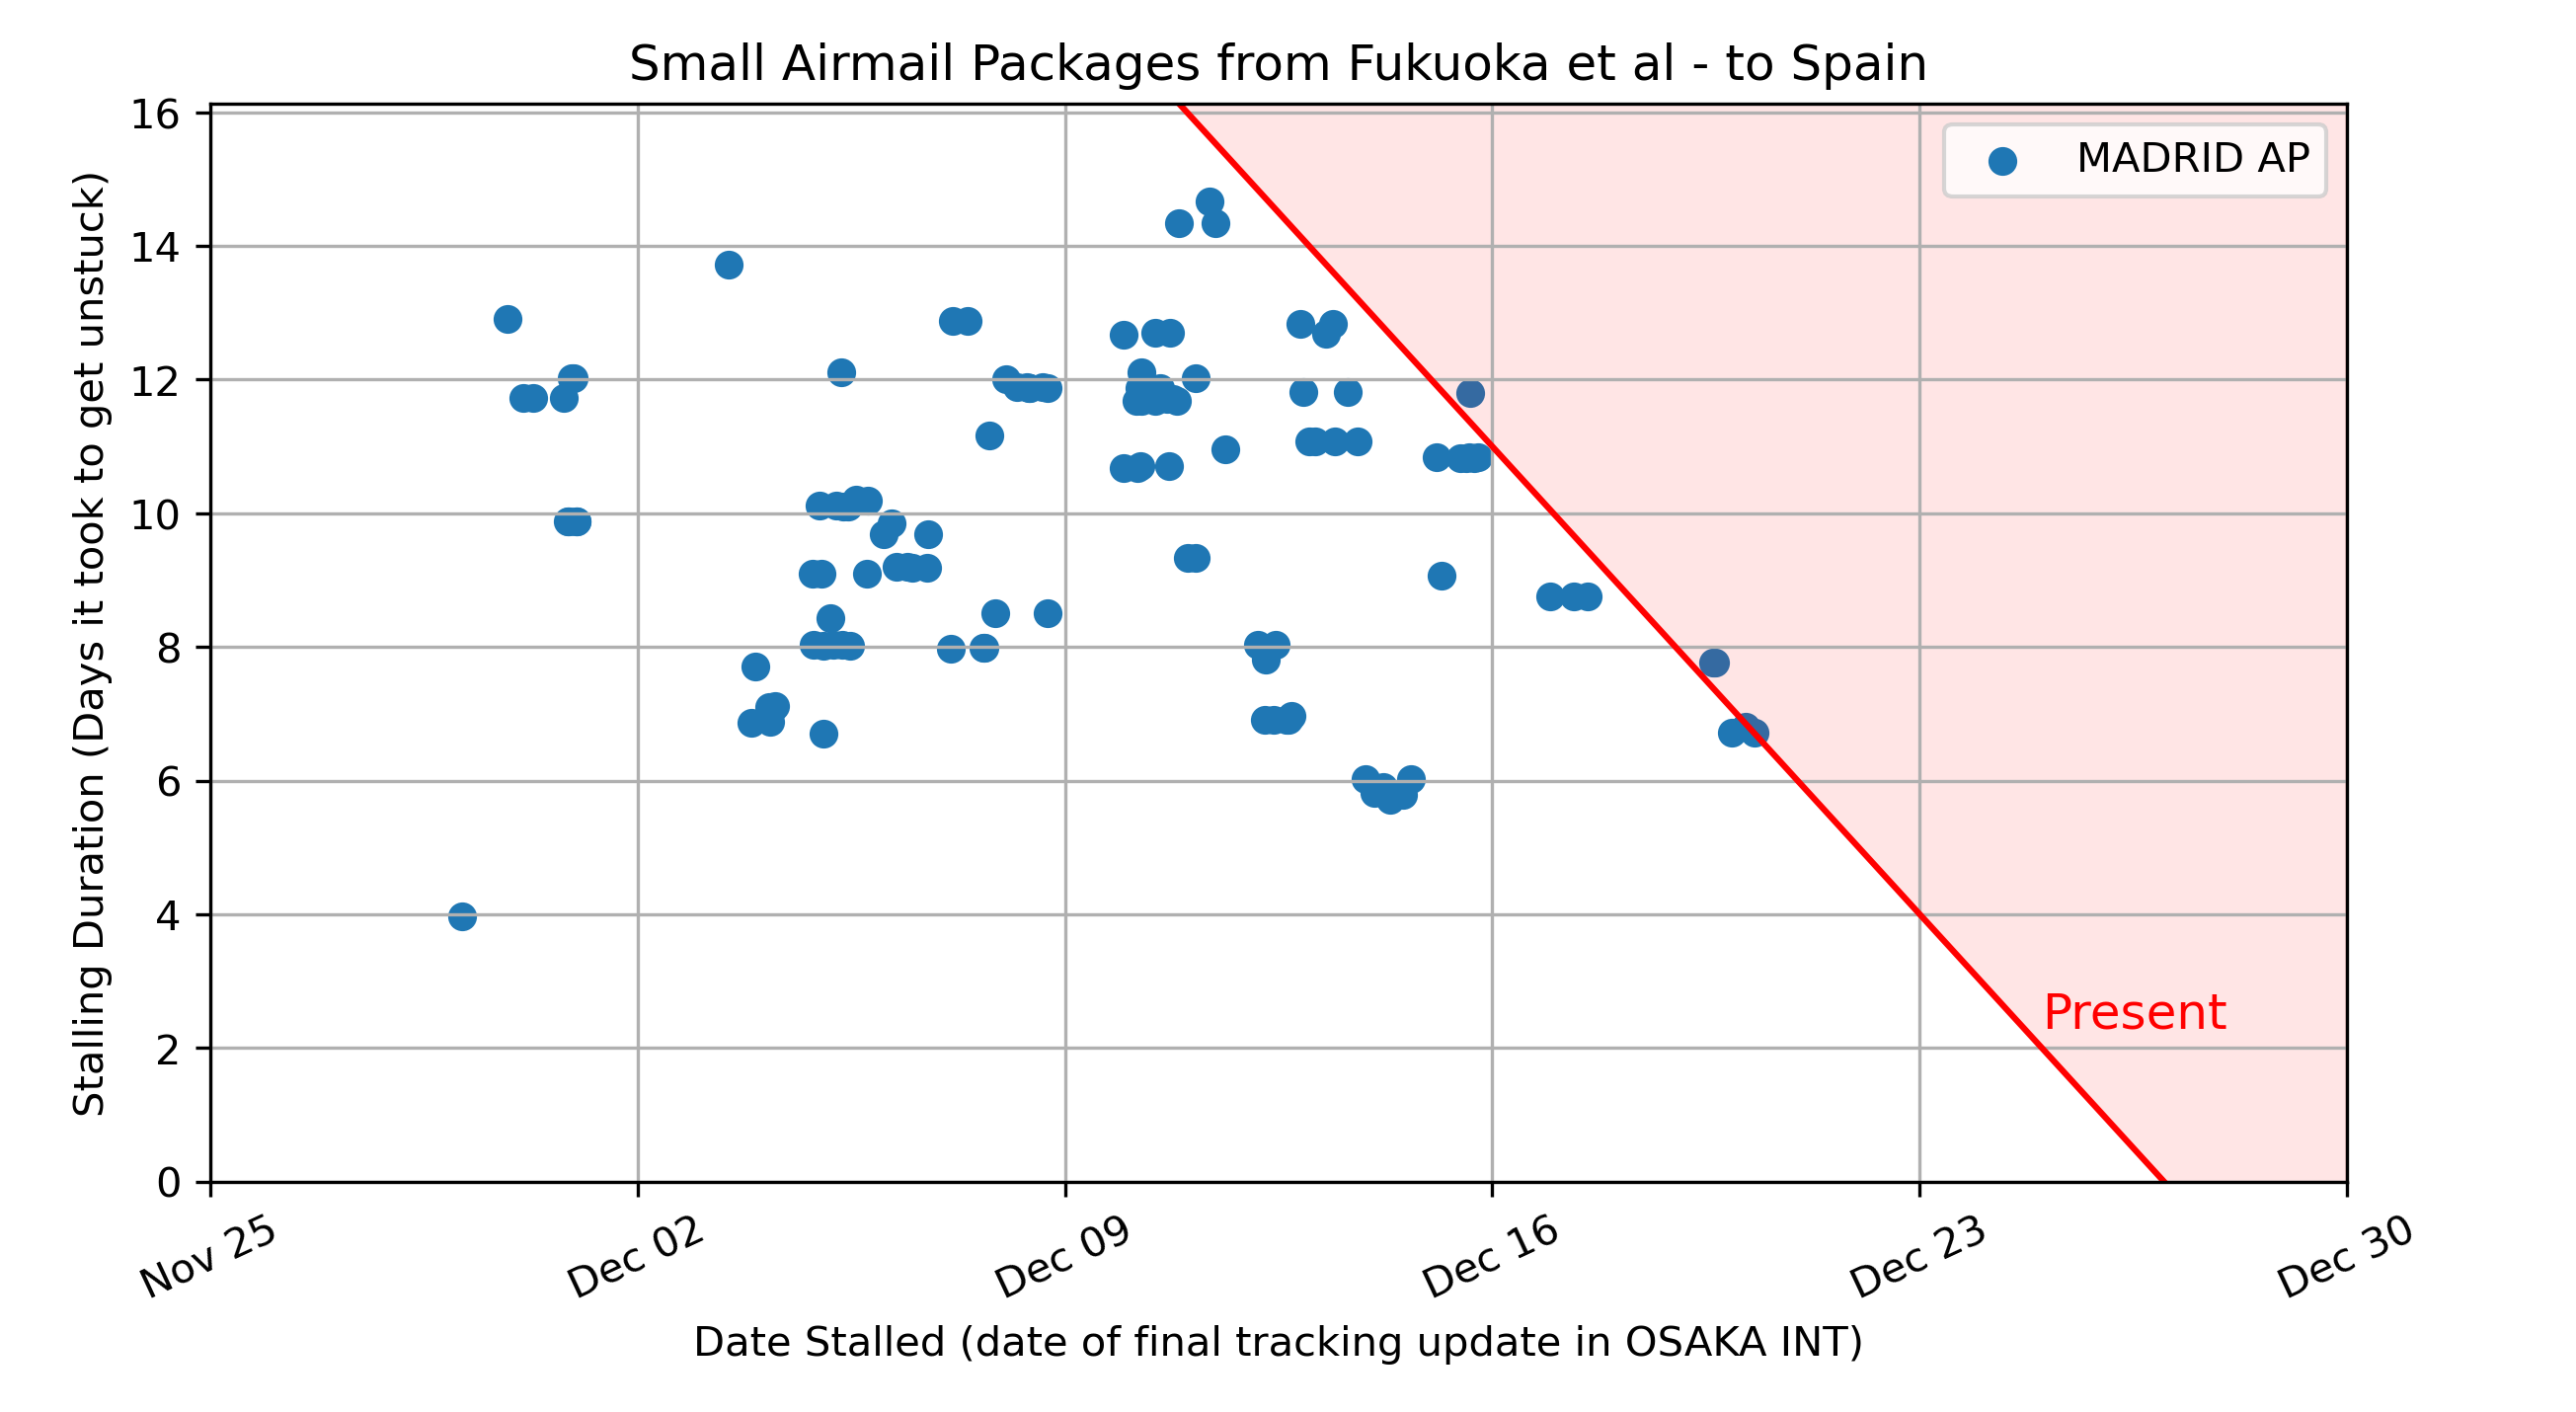 Small Airmail Packages from Fukuoka et al - to Spain
MADRID AP
Present
Stalling Duration (Days it took to get unstuck)
16
14
12
10
8
6
4
2
0
Nov 25
Dec 02
Dec 09
Dec 16
Dec 23
Dec 30
Date Stalled (date of final tracking update in OSAKA INT)